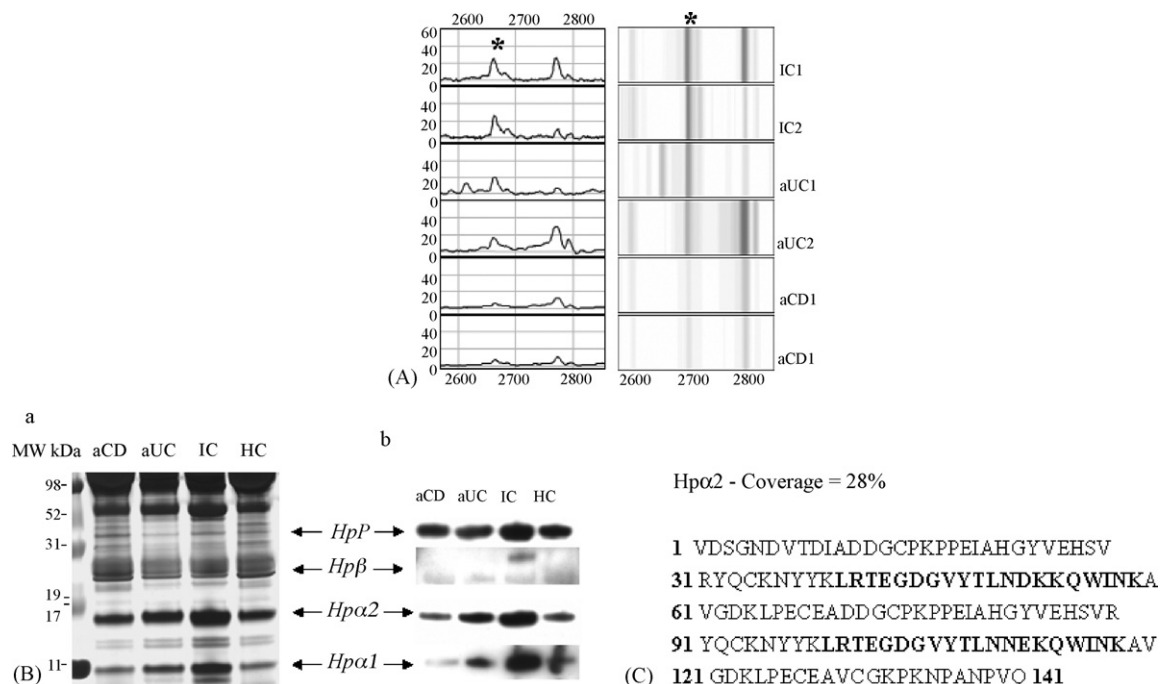 2600 2700 2800
60
40
20
0
40
20
0
40
20
0
40
20
0
40
20
0
40
20
0
2600 2700 2800
*
*
IC1
IC2
aUC1
aUC2
aCD1
aCD1
2600 2700 2800
(A)
a
MW kDa aCD aUC IC HC
98-
52-
31-
19-
17-
11-
(B)
b
aCD aUC IC HC
HpP
Hpβ
Hpα2
Hpα1
Hpα2 - Coverage = 28%
1 VDSGNDVTDIADDGCPKPPEIAHGYVEHSV
31 RYQCKNYYKLRTEGDGVYTLNDKKQWINKA
61 VGDKLPECEADDGCPKPPEIAHGYVEHSVR
91 YQCKNYYKLRTEGDGVYTLNNEKQWINKAV
121 GDKLPECEAVCGKPKNPANPVQ 141
(C)